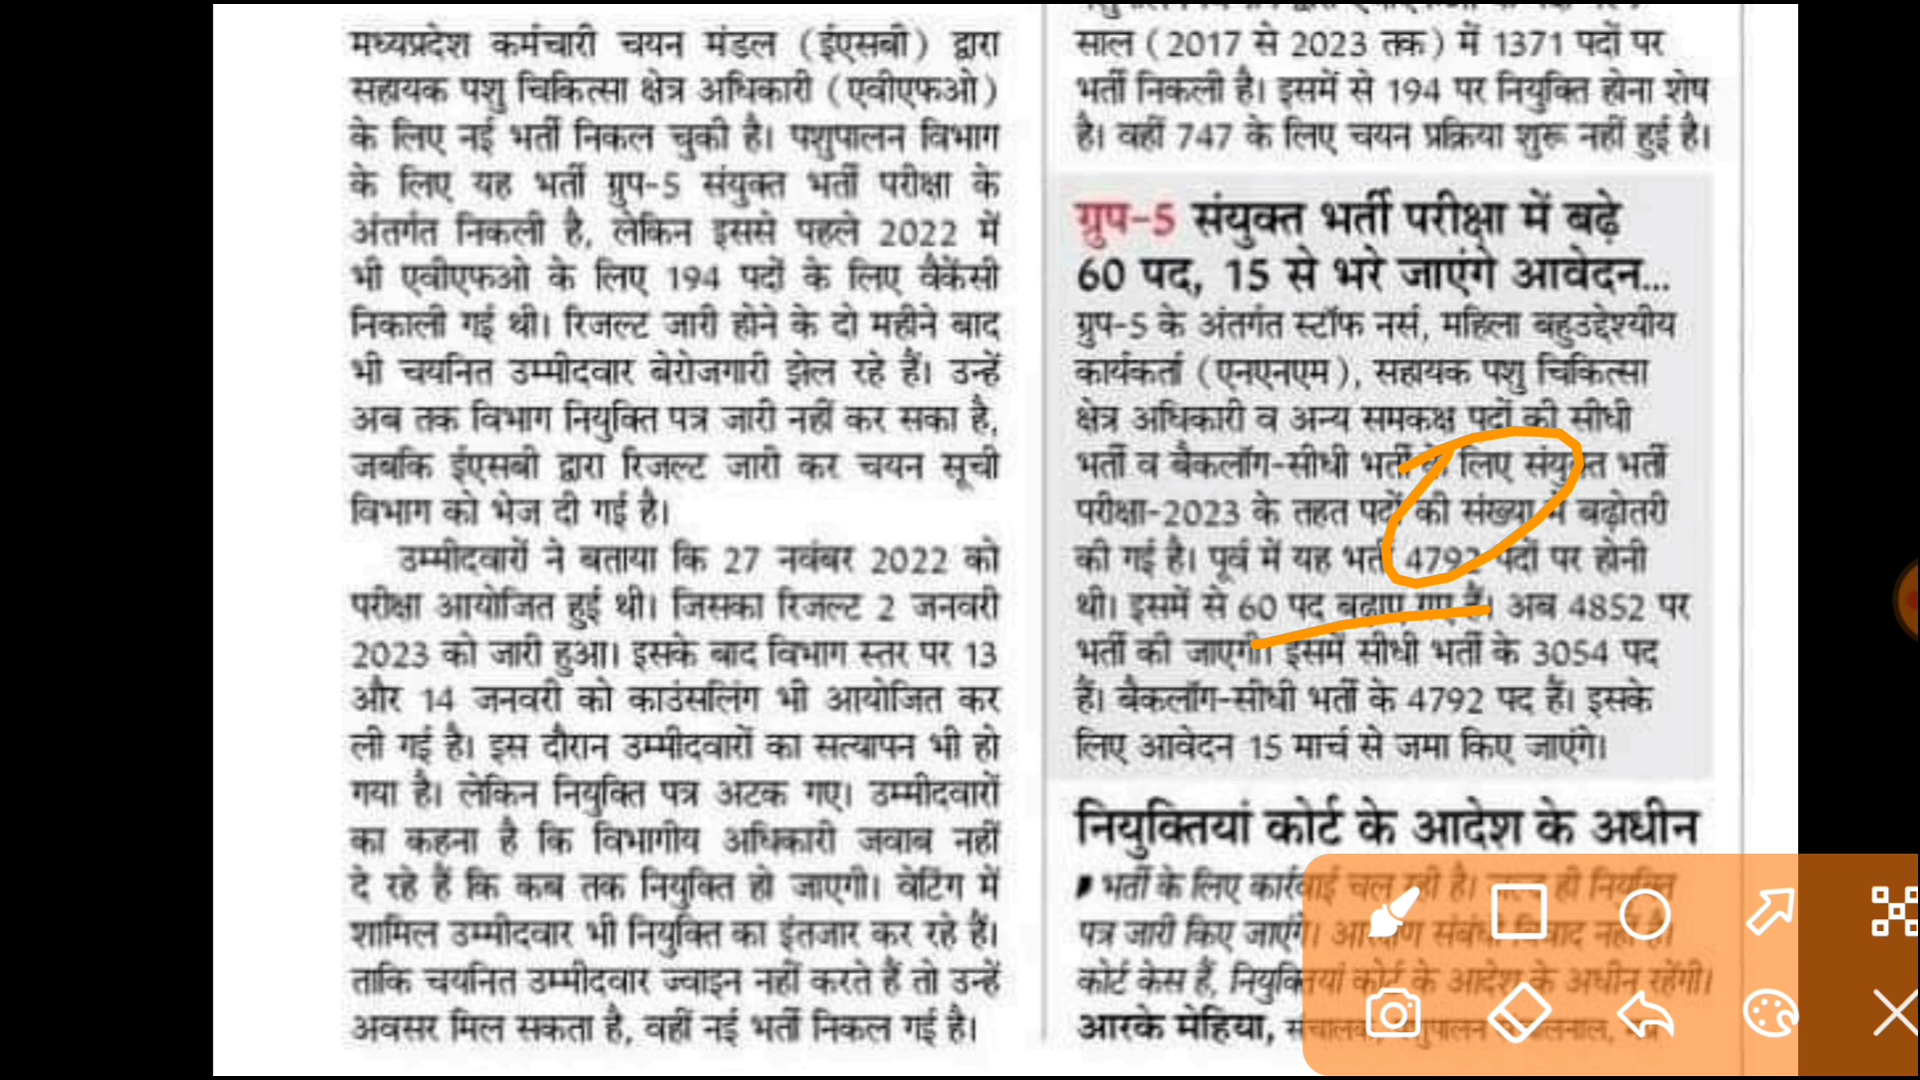 मध्यप्रदेश कर्मचारी चयन मंडल (ईएसबी) द्वारा
सहायक पशु चिकित्सा क्षेत्र अधिकारी (एवीएफओ)
के लिए नई भर्ती निकल चुकी है। पशुपालन विभाग
के लिए यह भर्ती ग्रुप-5 संयुक्त भर्ती परीक्षा के
अंतर्गत निकली है, लेकिन इससे पहले 2022 में
भी एवीएफओ के लिए 194 पदों के लिए वैकेंसी
निकाली गई थी। रिजल्ट जारी होने के दो महीने बाद
भी चयनित उम्मीदवार बेरोजगारी झेल रहे हैं। उन्हें
अब तक विभाग नियुक्ति पत्र जारी नहीं कर सका है,
जबकि ईएसबी द्वारा रिजल्ट जारी कर चयन सूची
विभाग को भेज दी गई है।
उम्मीदवारों ने बताया कि 27 नवंबर 2022 को
परीक्षा आयोजित हुई थी। जिसका रिजल्ट 2 जनवरी
2023 को जारी हुआ। इसके बाद विभाग स्तर पर 13
और 14 जनवरी को काउंसलिंग भी आयोजित कर
ली गई है। इस दौरान उम्मीदवारों का सत्यापन भी हो
गया है। लेकिन नियुक्ति पत्र अटक गए। उम्मीदवारों
का कहना है कि विभागीय अधिकारी जवाब नहीं
दे रहे हैं कि कब तक नियुक्ति हो जाएगी। वेटिंग में
शामिल उम्मीदवार भी नियुक्ति का इंतजार कर रहे हैं।
ताकि चयनित उम्मीदवार ज्वाइन नहीं करते हैं तो उन्हें
अवसर मिल सकता है, वहीं नई भर्ती निकल गई है।
साल (2017 से 2023 तक) में 1371 पदों पर
भर्ती निकली है। इसमें से 194 पर नियुक्ति होना शेष
है। वहीं 747 के लिए चयन प्रक्रिया शुरू नहीं हुई है।
ग्रुप-5 संयुक्त भर्ती परीक्षा में बढ़े
60 पद, 15 से भरे जाएंगे आवेदन...
ग्रुप-5 के अंतर्गत स्टॉफ नर्स, महिला बहुउद्देश्यीय
कार्यकर्ता (एनएनएम), सहायक पशु चिकित्सा
क्षेत्र अधिकारी व अन्य समकक्ष पदों की सीधी
भर्ती व बैकलॉग-सीधी भर्ती के लिए संयुक्त भर्ती
परीक्षा-2023 के तहत पदों की संख्या में बढ़ोतरी
की गई है। पूर्व में यह भर्ती 4792 पदों पर होनी
थी। इसमें से 60 पद बढ़ाए गए हैं। अब 4852 पर
भर्ती की जाएगी। इसमें सीधी भर्ती के 3054 पद
हैं। बैकलॉग-सीधी भर्ती के 4792 पद हैं। इसके
लिए आवेदन 15 मार्च से जमा किए जाएंगे।
नियुक्तियां कोर्ट के आदेश के अधीन
भर्ती के लिए कार्रवाई चल रही है। जल्द ही नियुक्ति
पत्र जारी किए जाएंगे। आरक्षण संबंधी विवाद नहीं है।
कोर्ट केस हैं, नियुक्तियां कोर्ट के आदेश के अधीन रहेंगी।
आरके मेहिया, संचालक, पशुपालन